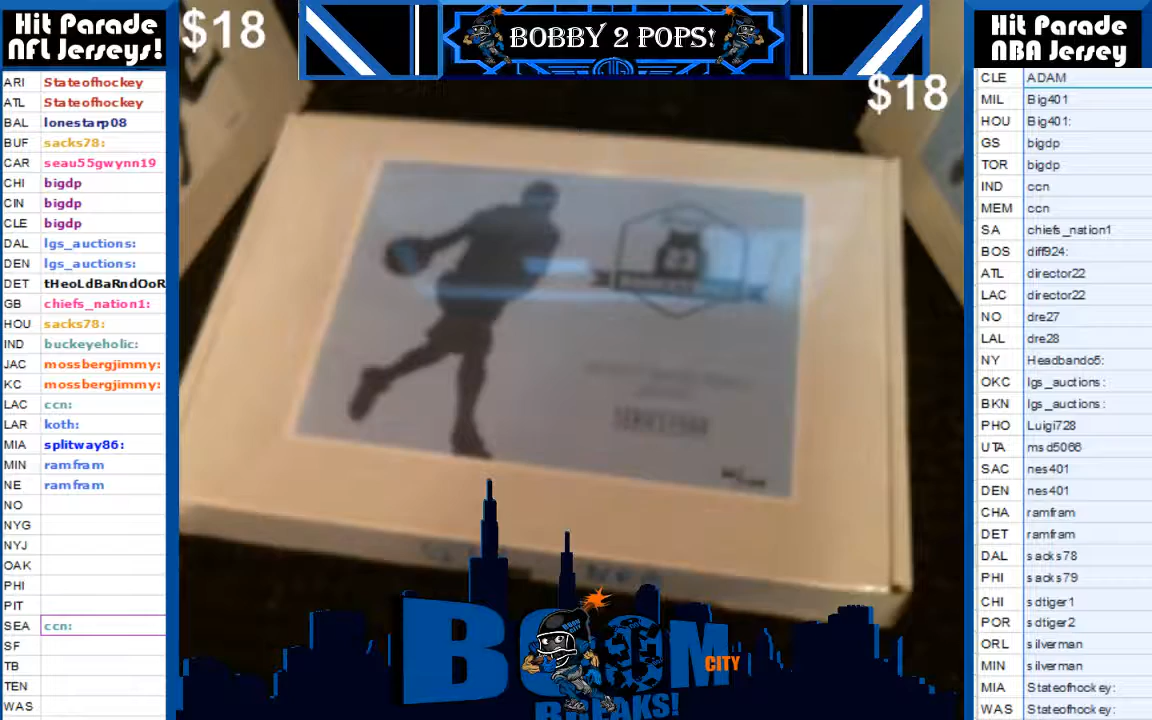 Hit Parade
NFL Jerseys!
$18
BOBBY 2 POPS!
Hit Parade
NBA Jersey
$18
ARI Stateofhockey
ATL Stateofhockey
BAL lonestarp08
BUF sacks78:
CAR seau55gwynn19
CHI bigdp
CIN bigdp
CLE bigdp
DAL lgs_auctions:
DEN lgs_auctions:
DET tHeoLdBaRndOoR
GB chiefs_nation1:
HOU sacks78:
IND buckeyeholic:
JAC mossbergjimmy:
KC mossbergjimmy:
LAC ccn:
LAR koth:
MIA splitway86:
MIN ramfram
NE ramfram
NO
NYG
NYJ
OAK
PHI
PIT
SEA ccn:
SF
TB
TEN
WAS
CLE ADAM
MIL Big401
HOU Big401:
GS bigdp
TOR bigdp
IND ccn
MEM ccn
SA chiefs_nation1
BOS diff924:
ATL director22
LAC director22
NO dre27
LAL dre28
NY Headbando5:
OKC lgs_auctions:
BKN lgs_auctions:
PHO Luigi728
UTA msd5066
SAC nes401
DEN nes401
CHA ramfram
DET ramfram
DAL sacks78
PHI sacks79
CHI sdtiger1
POR sdtiger2
ORL silverman
MIN silverman
MIA Stateofhockey:
WAS Stateofhockey:
BOOM
CITY
BREAKS!